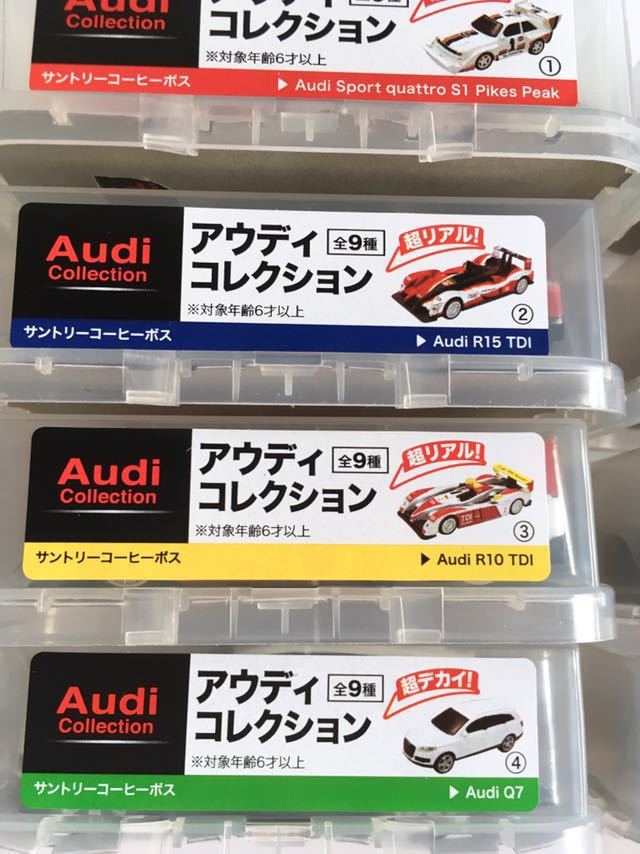 Audi
Collection
コレクション
※対象年齢6才以上
①
サントリーコーヒーボス
▶ Audi Sport quattro S1 Pikes Peak
Audi
Collection
アウディ
全9種
コレクション
超リアル!
※対象年齢6才以上
②
サントリーコーヒーボス
▶ Audi R15 TDI
Audi
Collection
アウディ
全9種
コレクション
超リアル!
※対象年齢6才以上
③
サントリーコーヒーボス
▶ Audi R10 TDI
Audi
Collection
アウディ
全9種
コレクション
超デカイ!
※対象年齢6才以上
④
サントリーコーヒーボス
▶ Audi Q7